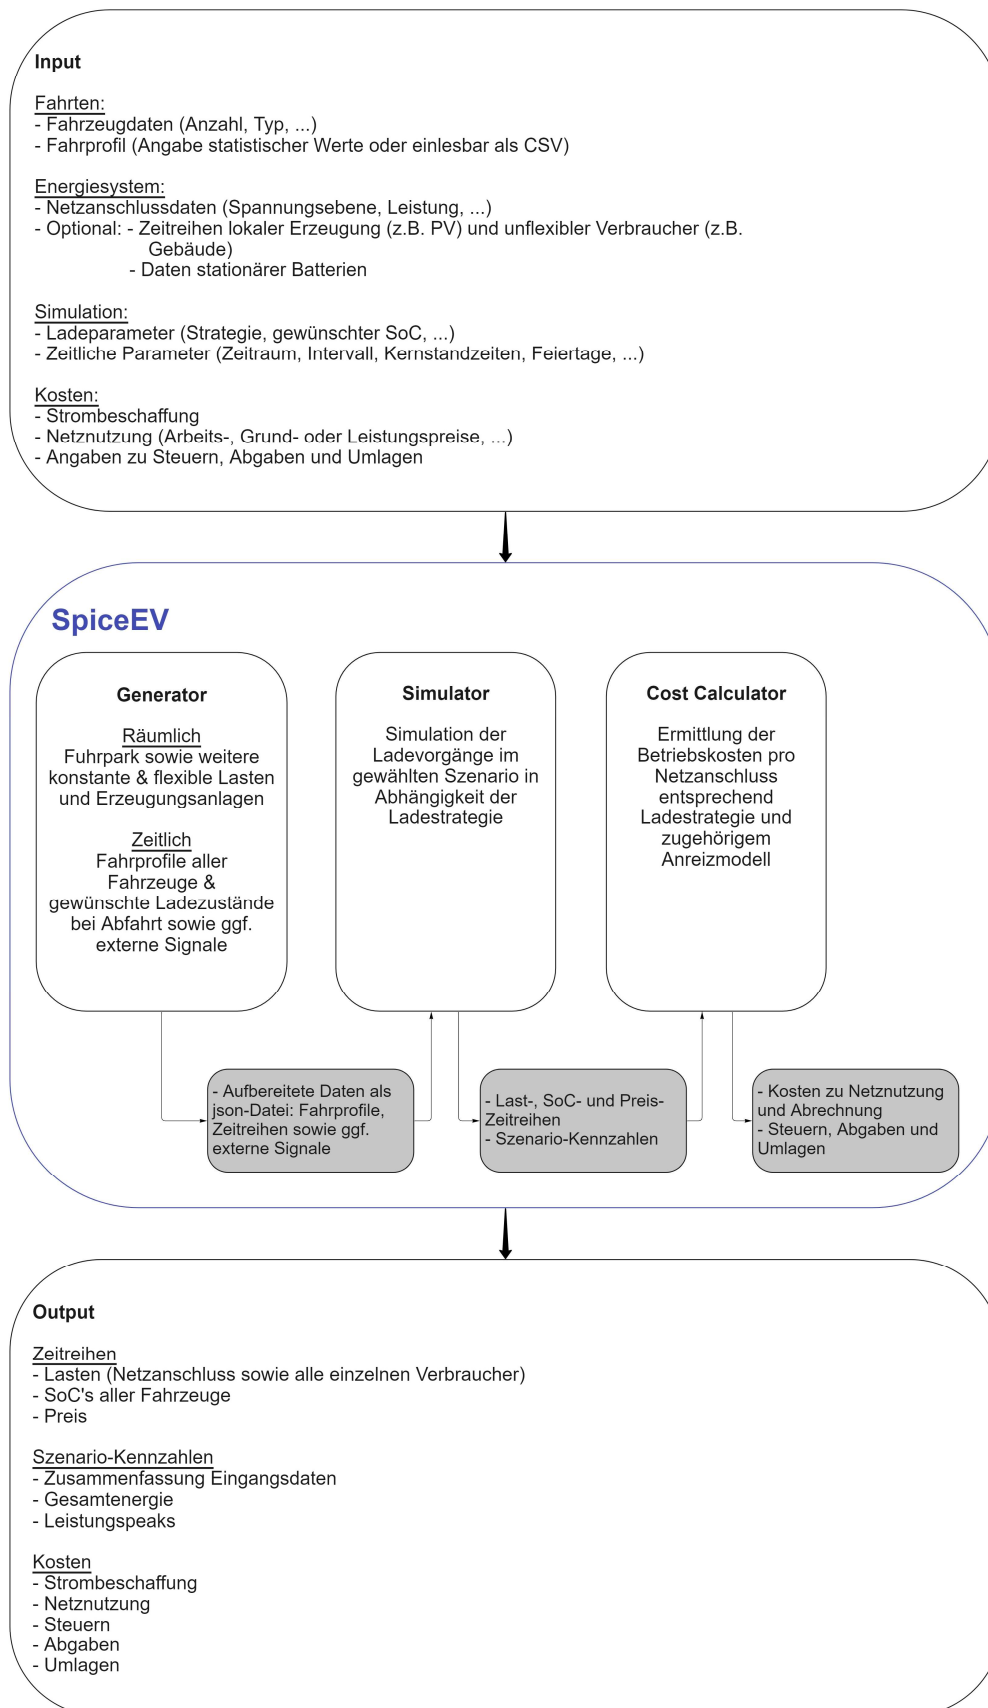 Input
Fahrten:
- Fahrzeugdaten (Anzahl, Typ, ...)
- Fahrprofil (Angabe statistischer Werte oder einlesbar als CSV)
Energiesystem:
- Netzanschlussdaten (Spannungsebene, Leistung, ...)
- Optional: - Zeitreihen lokaler Erzeugung (z.B. PV) und unflexibler Verbraucher (z.B.
Gebäude)
- Daten stationärer Batterien
Simulation:
- Ladeparameter (Strategie, gewünschter SoC, ...)
- Zeitliche Parameter (Zeitraum, Intervall, Kernstandzeiten, Feiertage, ...)
Kosten:
- Strombeschaffung
- Netznutzung (Arbeits-, Grund- oder Leistungspreise, ...)
- Angaben zu Steuern, Abgaben und Umlagen
SpiceEV
Generator
Räumlich
Fuhrpark sowie weitere
konstante & flexible Lasten
und Erzeugungsanlagen
Zeitlich
Fahrprofile aller
Fahrzeuge &
gewünschte Ladezustände
bei Abfahrt sowie ggf.
externe Signale
Simulator
Simulation der
Ladevorgänge im
gewählten Szenario in
Abhängigkeit der
Ladestrategie
Cost Calculator
Ermittlung der
Betriebskosten pro
Netzanschluss
entsprechend
Ladestrategie und
zugehörigem
Anreizmodell
- Aufbereitete Daten als
json-Datei: Fahrprofile,
Zeitreihen sowie ggf.
externe Signale
- Last-, SoC- und Preis-
Zeitreihen
- Szenario-Kennzahlen
- Kosten zu Netznutzung
und Abrechnung
- Steuern, Abgaben und
Umlagen
Output
Zeitreihen
- Lasten (Netzanschluss sowie alle einzelnen Verbraucher)
- SoC's aller Fahrzeuge
- Preis
Szenario-Kennzahlen
- Zusammenfassung Eingangsdaten
- Gesamtenergie
- Leistungspeaks
Kosten
- Strombeschaffung
- Netznutzung
- Steuern
- Abgaben
- Umlagen